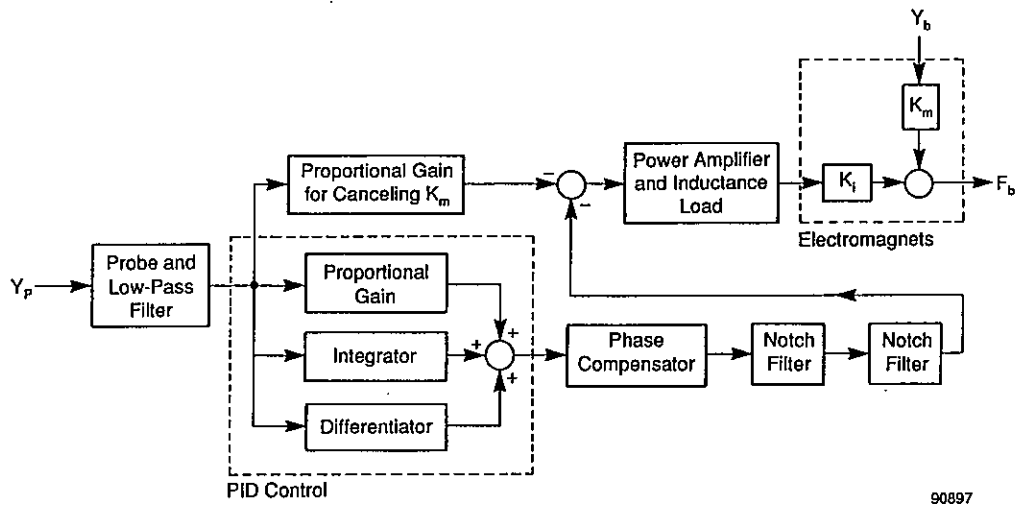 Y_b
K_m
Proportional Gain
for Canceling K_m
−
−
Power Amplifier
and Inductance
Load
K_i
F_b
Electromagnets
Y_p
Probe and
Low-Pass
Filter
Proportional
Gain
Integrator
Differentiator
+
+
+
PID Control
Phase
Compensator
Notch
Filter
Notch
Filter
90897